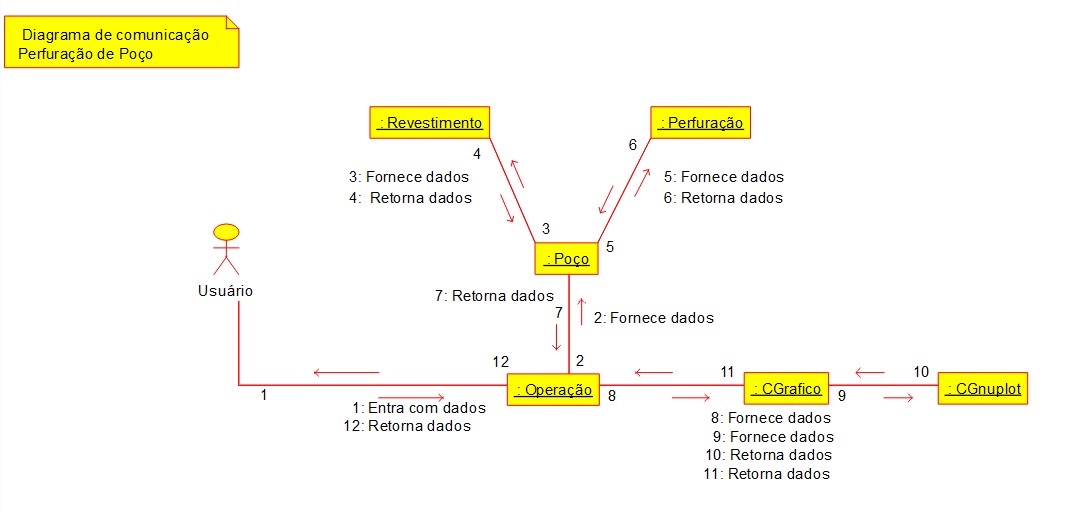 Diagrama de comunicação
Perfuração de Poço
: Revestimento
: Perfuração
4
6
3: Fornece dados
4: Retorna dados
5: Fornece dados
6: Retorna dados
3
5
: Poço
Usuário
7: Retorna dados
7
2: Fornece dados
12
2
11
10
: Operação
: CGrafico
: CGnuplot
1
8
9
1: Entra com dados
12: Retorna dados
8: Fornece dados
9: Fornece dados
10: Retorna dados
11: Retorna dados